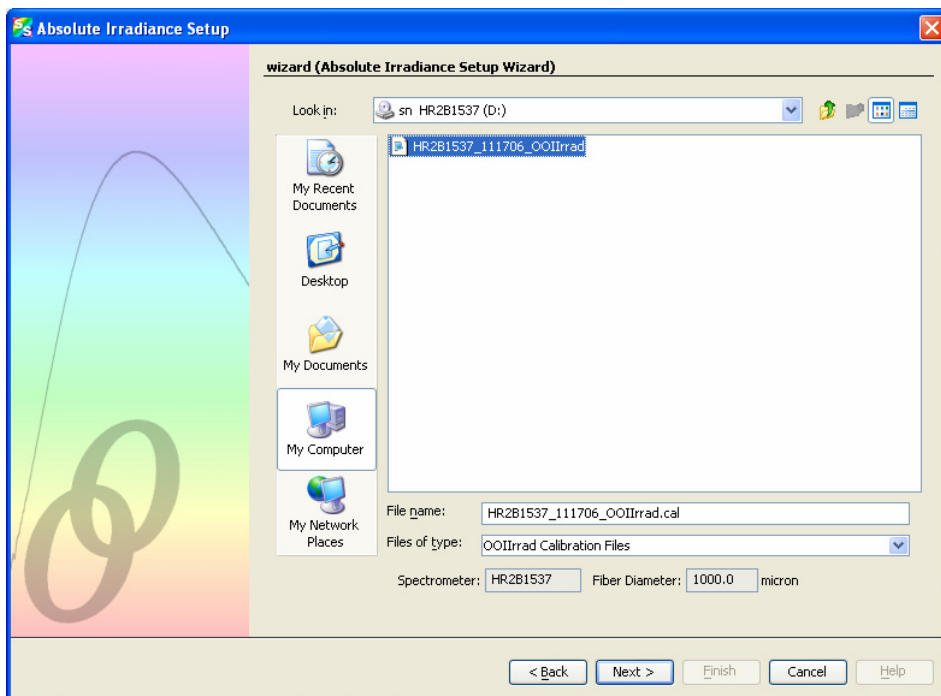 Absolute Irradiance Setup
wizard (Absolute Irradiance Setup Wizard)
Look in:
sn HR2B1537 (D:)
HR2B1537_111706_OOIIrrad
My Recent
Documents
Desktop
My Documents
My Computer
My Network
Places
File name:
HR2B1537_111706_OOIIrrad.cal
Files of type:
OOIIrrad Calibration Files
Spectrometer: HR2B1537 Fiber Diameter: 1000.0 micron
< Back Next > Finish Cancel Help